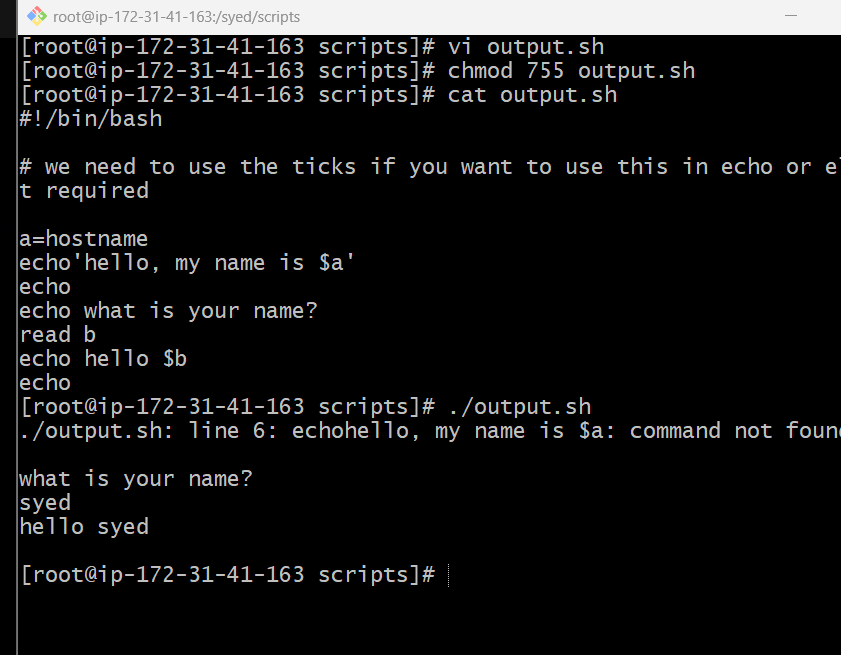 root@ip-172-31-41-163:/syed/scripts
[root@ip-172-31-41-163 scripts]# vi output.sh
[root@ip-172-31-41-163 scripts]# chmod 755 output.sh
[root@ip-172-31-41-163 scripts]# cat output.sh
#!/bin/bash
# we need to use the ticks if you want to use this in echo or
t required
a=hostname
echo'hello, my name is $a'
echo
echo what is your name?
read b
echo hello $b
echo
[root@ip-172-31-41-163 scripts]# ./output.sh
./output.sh: line 6: echohello, my name is $a: command not
what is your name?
syed
hello syed
[root@ip-172-31-41-163 scripts]#